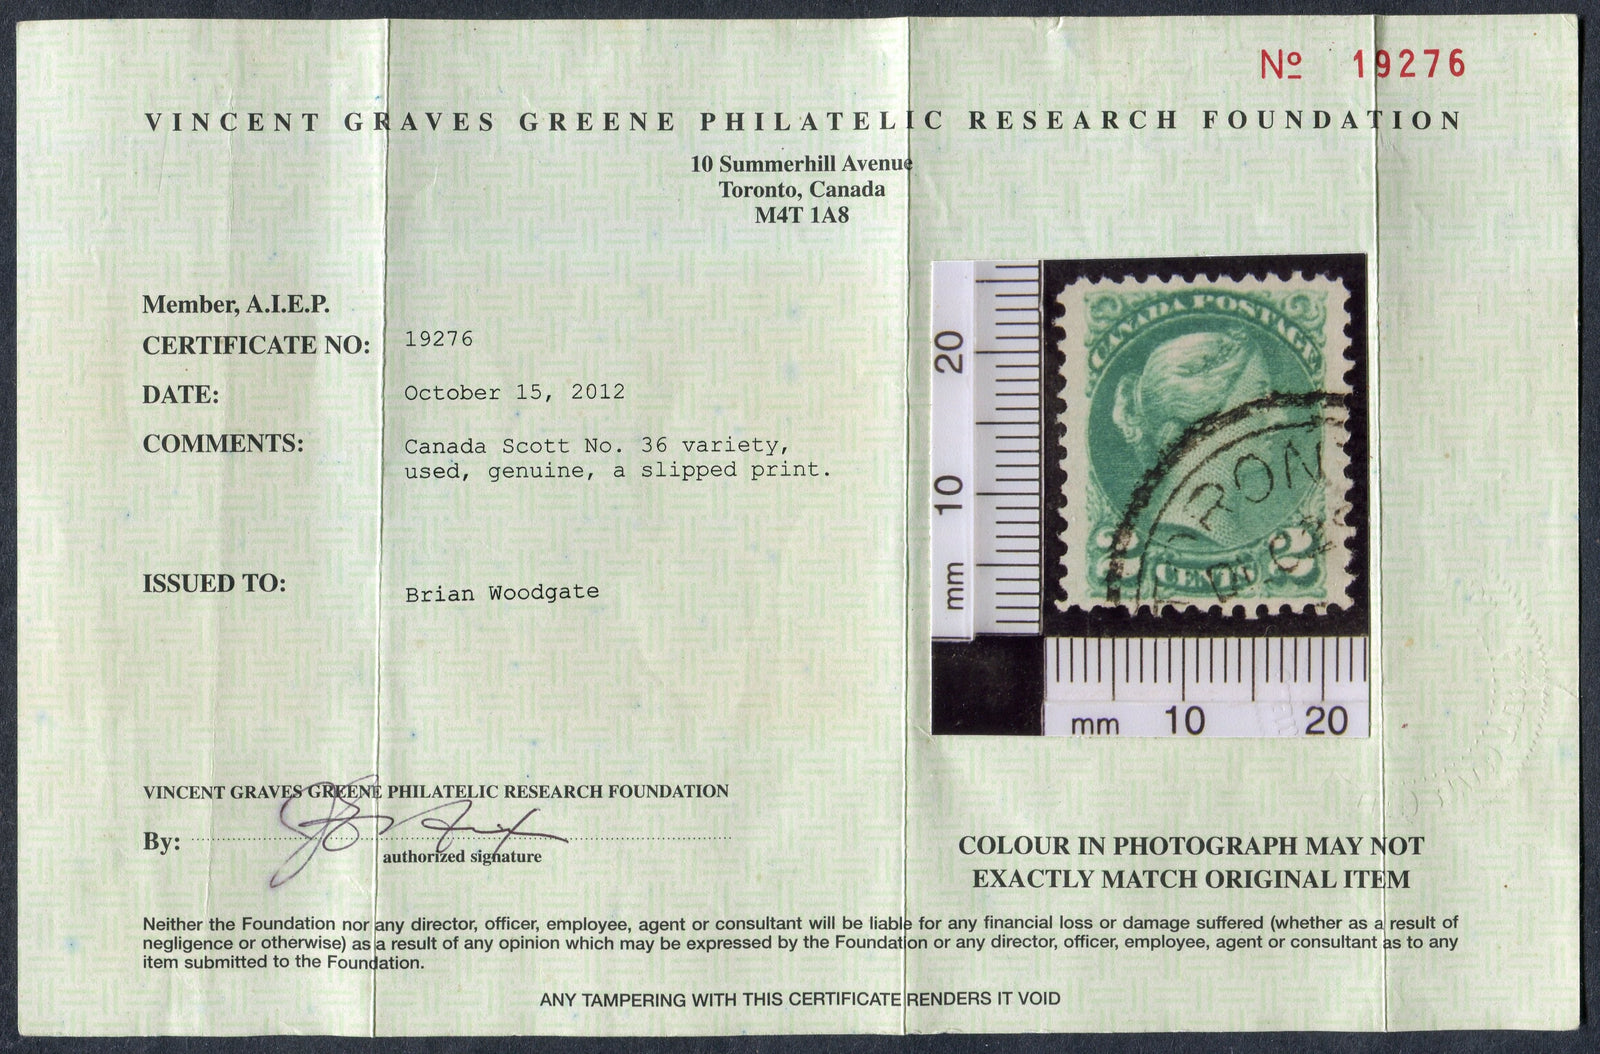 Nº 19276
VINCENT GRAVES GREENE PHILATELIC RESEARCH FOUNDATION
10 Summerhill Avenue
Toronto, Canada
M4T 1A8
Member, A.I.E.P.
CERTIFICATE NO: 19276
DATE: October 15, 2012
COMMENTS: Canada Scott No. 36 variety,
used, genuine, a slipped print.
ISSUED TO: Brian Woodgate
20
10
mm
CANADA POSTAGE
RON
2 CENTS 2
mm 10 20
VINCENT GRAVES GREENE PHILATELIC RESEARCH FOUNDATION
By:
authorized signature
COLOUR IN PHOTOGRAPH MAY NOT
EXACTLY MATCH ORIGINAL ITEM
Neither the Foundation nor any director, officer, employee, agent or consultant will be liable for any financial loss or damage suffered (whether as a result of
negligence or otherwise) as a result of any opinion which may be expressed by the Foundation or any director, officer, employee, agent or consultant as to any
item submitted to the Foundation.
ANY TAMPERING WITH THIS CERTIFICATE RENDERS IT VOID